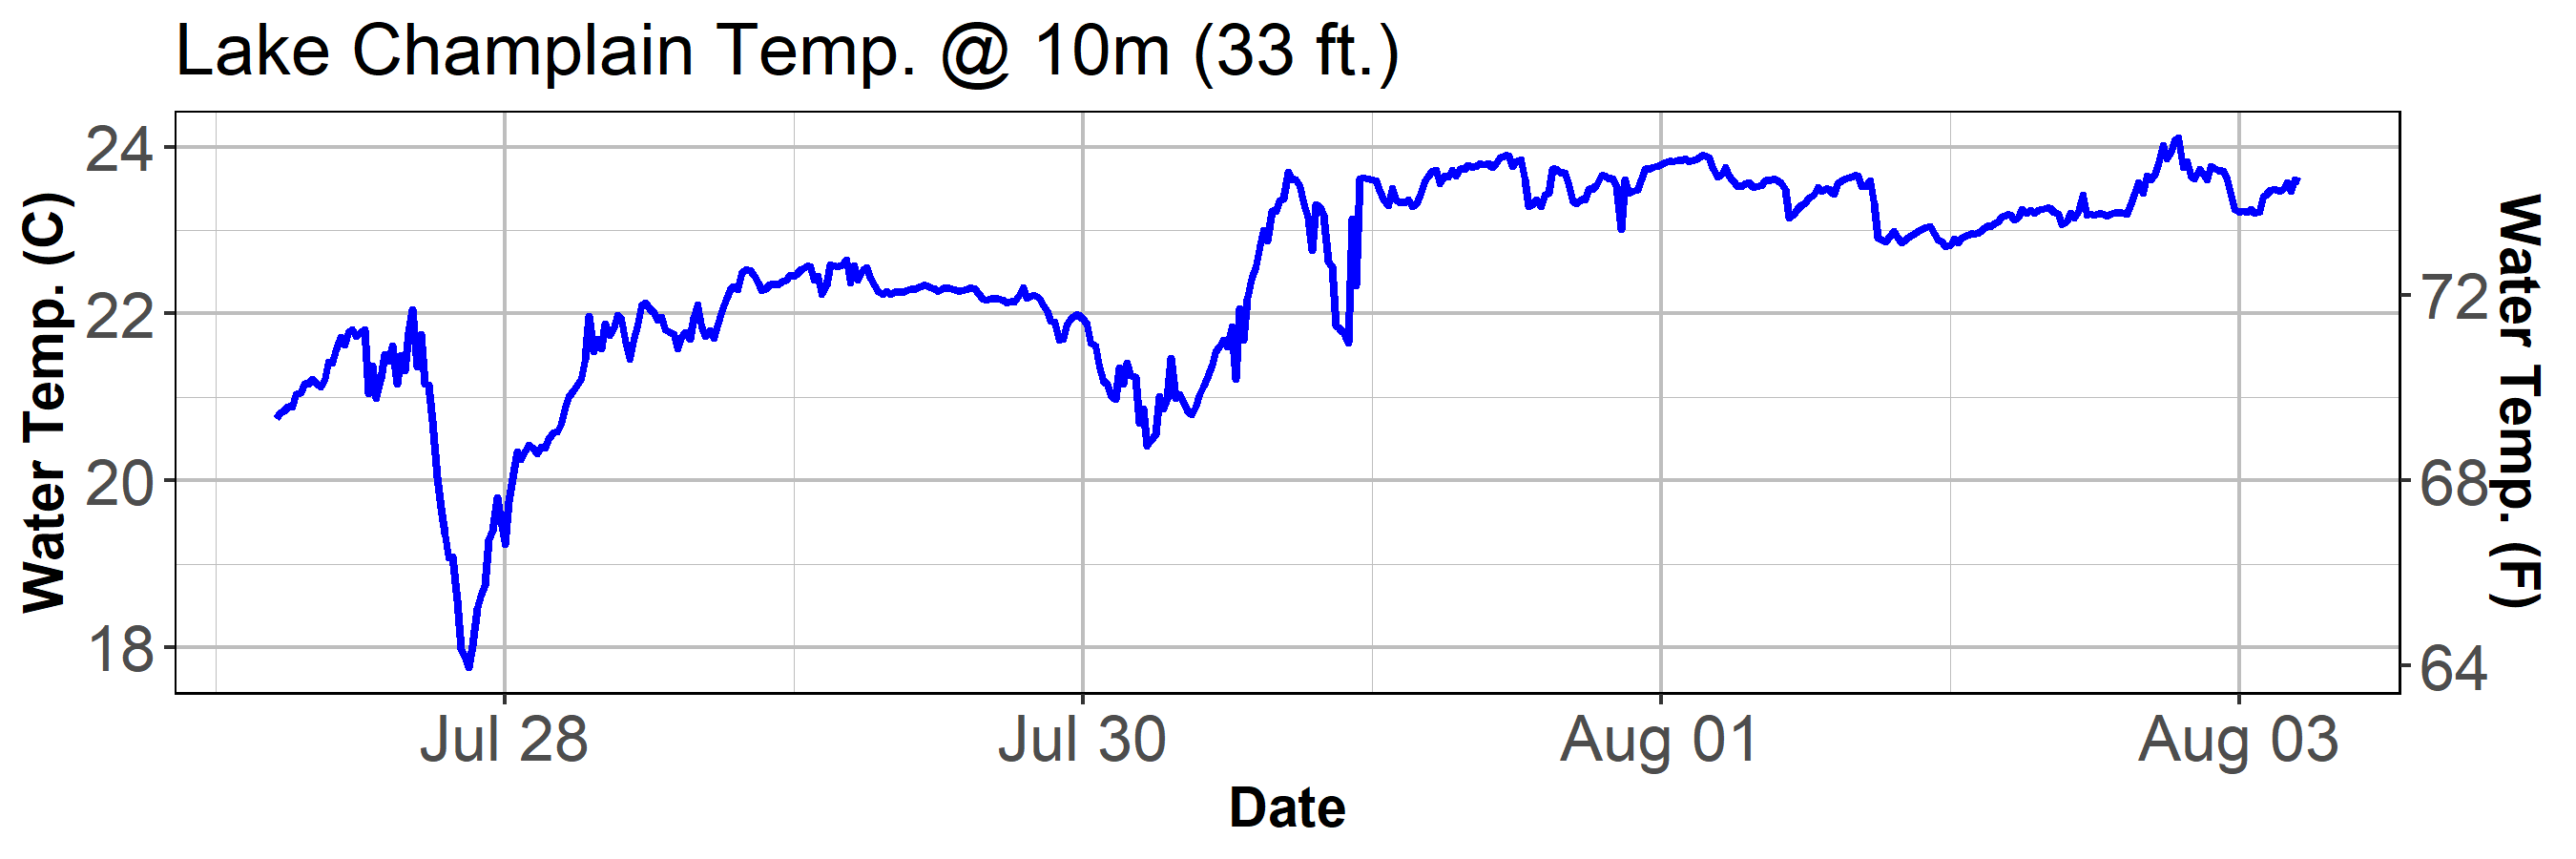 Lake Champlain Temp. @ 10m (33 ft.)
Water Temp. (C)
24
22
20
18
72
68
64
Water Temp. (F)
Jul 28
Jul 30
Aug 01
Aug 03
Date